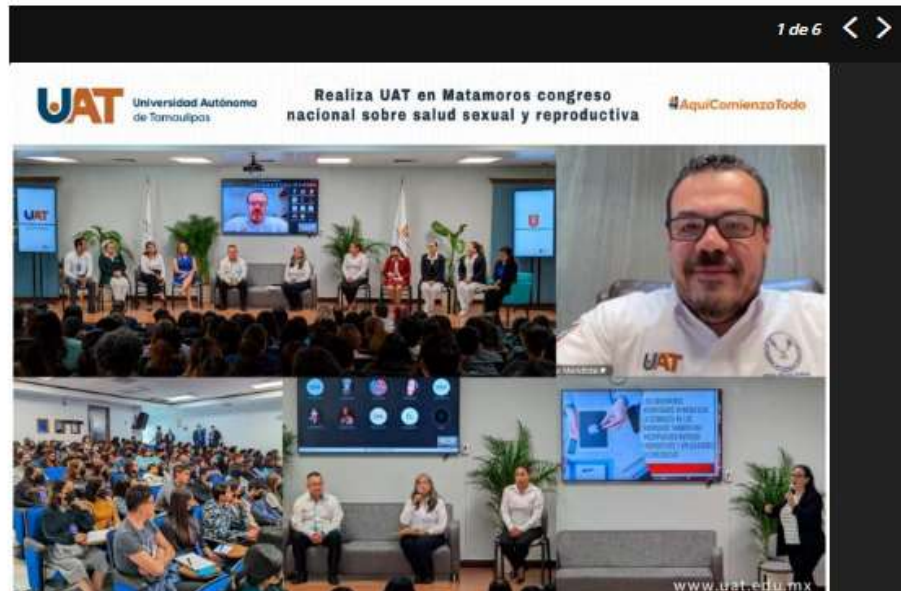 1 de 6
UAT
Universidad Autónoma
de Tamaulipas
Realiza UAT en Matamoros congreso
nacional sobre salud sexual y reproductiva
#AquíComienzaTodo
UAT
UAT
www.uat.edu.mx